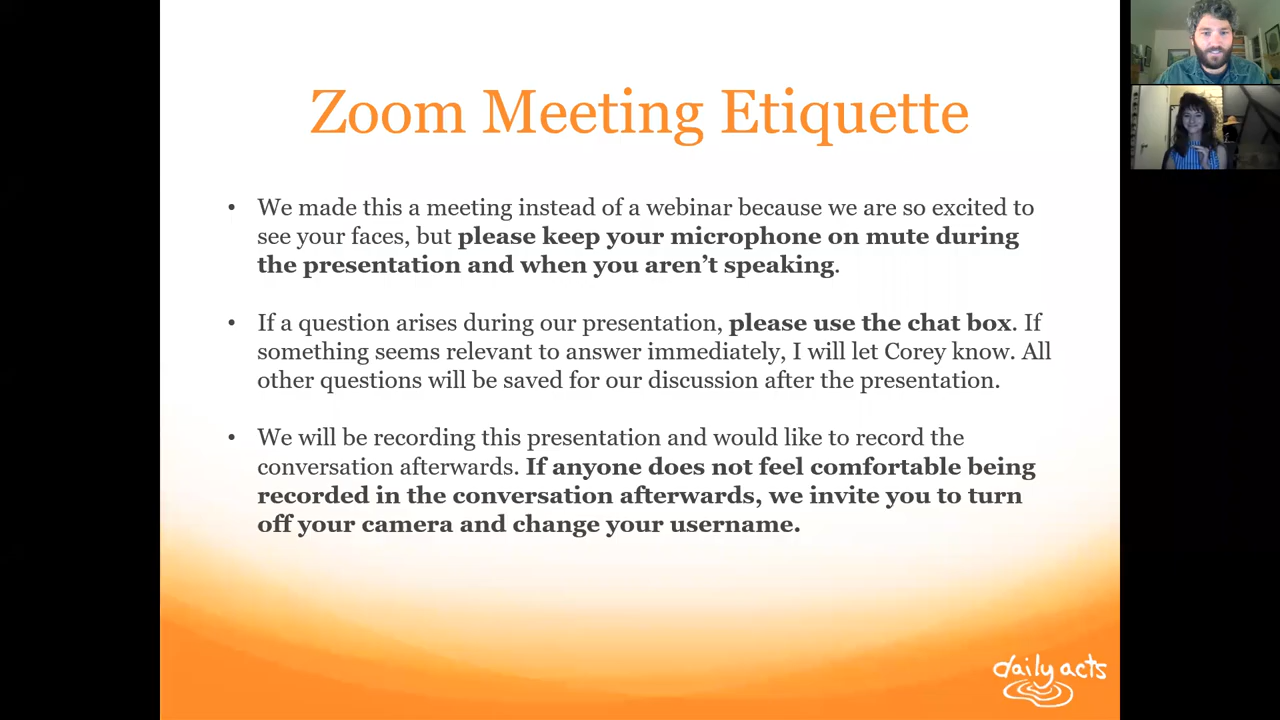 Zoom Meeting Etiquette
• We made this a meeting instead of a webinar because we are so excited to
see your faces, but please keep your microphone on mute during
the presentation and when you aren’t speaking.
• If a question arises during our presentation, please use the chat box. If
something seems relevant to answer immediately, I will let Corey know. All
other questions will be saved for our discussion after the presentation.
• We will be recording this presentation and would like to record the
conversation afterwards. If anyone does not feel comfortable being
recorded in the conversation afterwards, we invite you to turn
off your camera and change your username.
daily acts